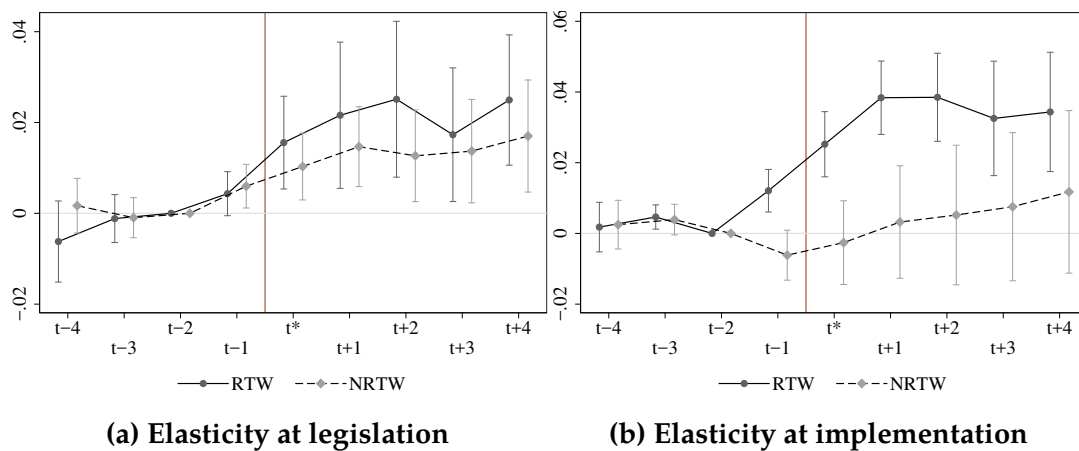 .04
.02
0
-.02
t−4
t−2
t*
t+2
t+4
t−3
t−1
t+1
t+3
RTW
NRTW
(a) Elasticity at legislation
.06
.04
.02
0
-.02
t−4
t−2
t*
t+2
t+4
t−3
t−1
t+1
t+3
RTW
NRTW
(b) Elasticity at implementation